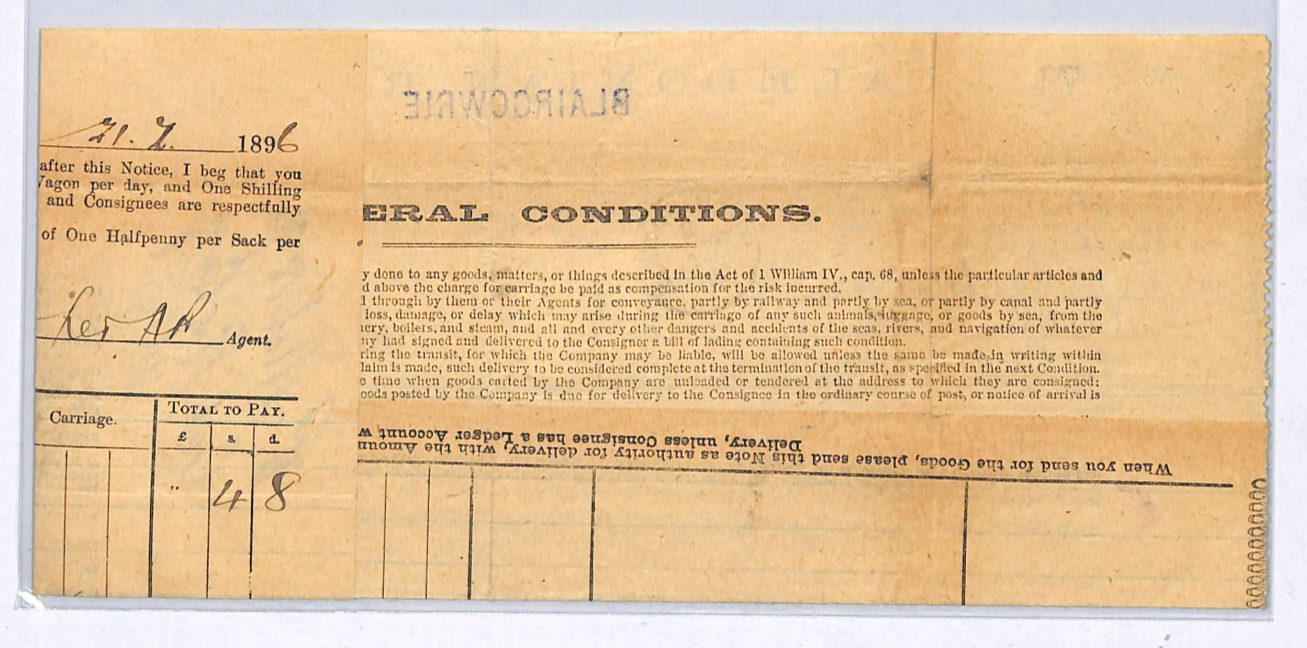 BLAIRGOWRIE
21. 7. 1896
after this Notice, I beg that you
Wagon per day, and One Shilling
and Consignees are respectfully
of One Halfpenny per Sack per
Agent.
Carriage.
TOTAL TO PAY.
£ s. d.
" 4 8
ERAL CONDITIONS.
y done to any goods, matters, or things described in the Act of 1 William IV., cap. 68, unless the particular articles and
d above the charge for carriage be paid as compensation for the risk incurred.
d through by them or their Agents for conveyance, partly by railway and partly by sea, or partly by canal and partly
loss, damage, or delay which may arise during the carriage of any such animals, luggage, or goods by sea, from the
ery, boilers, and steam, and all and every other dangers and accidents of the seas, rivers, and navigation of whatever
ny had signed and delivered to the Consignor a bill of lading containing such condition.
ring the transit, for which the Company may be liable, will be allowed unless the same be made in writing within
laim is made, such delivery to be considered complete at the termination of the transit, as specified in the next Condition.
e time when goods carted by the Company are unloaded or tendered at the address to which they are consigned;
oods posted by the Company is due for delivery to the Consignee in the ordinary course of post, or notice of arrival is
When you send for the Goods, please send this Note as authority for delivery, with the Amoun
Delivery, unless Consignee has a Ledger Account w